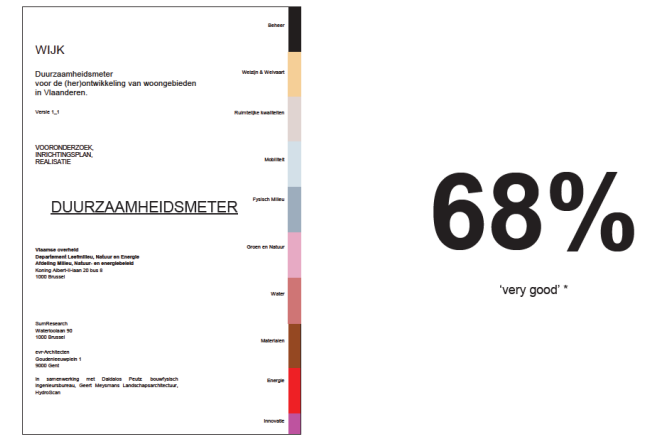 WIJK
Duurzaamheidsmeter
voor de (her)ontwikkeling van woongebieden
in Vlaanderen.
Versie 1_1
VOORONDERZOEK,
INRICHTINGSPLAN,
REALISATIE
DUURZAAMHEIDSMETER
Vlaamse overheid
Departement Leefmilieu, Natuur en Energie
Afdeling Milieu, Natuur- en energiebeleid
Koning Albert-II-laan 20 bus 8
1000 Brussel
SumResearch
Waterloolaan 90
1000 Brussel
evr-Architecten
Goudenleeuwplein 1
9000 Gent
In samenwerking met Daidalos Peutz bouwfysisch
ingenieursbureau, Geert Meysmans Landschapsarchitectuur,
HydroScan
Beheer
Welzijn & Welvaart
Ruimtelijke kwaliteiten
Mobiliteit
Fysisch Milieu
Groen en Natuur
Water
Materialen
Energie
Innovatie
68%
'very good' *